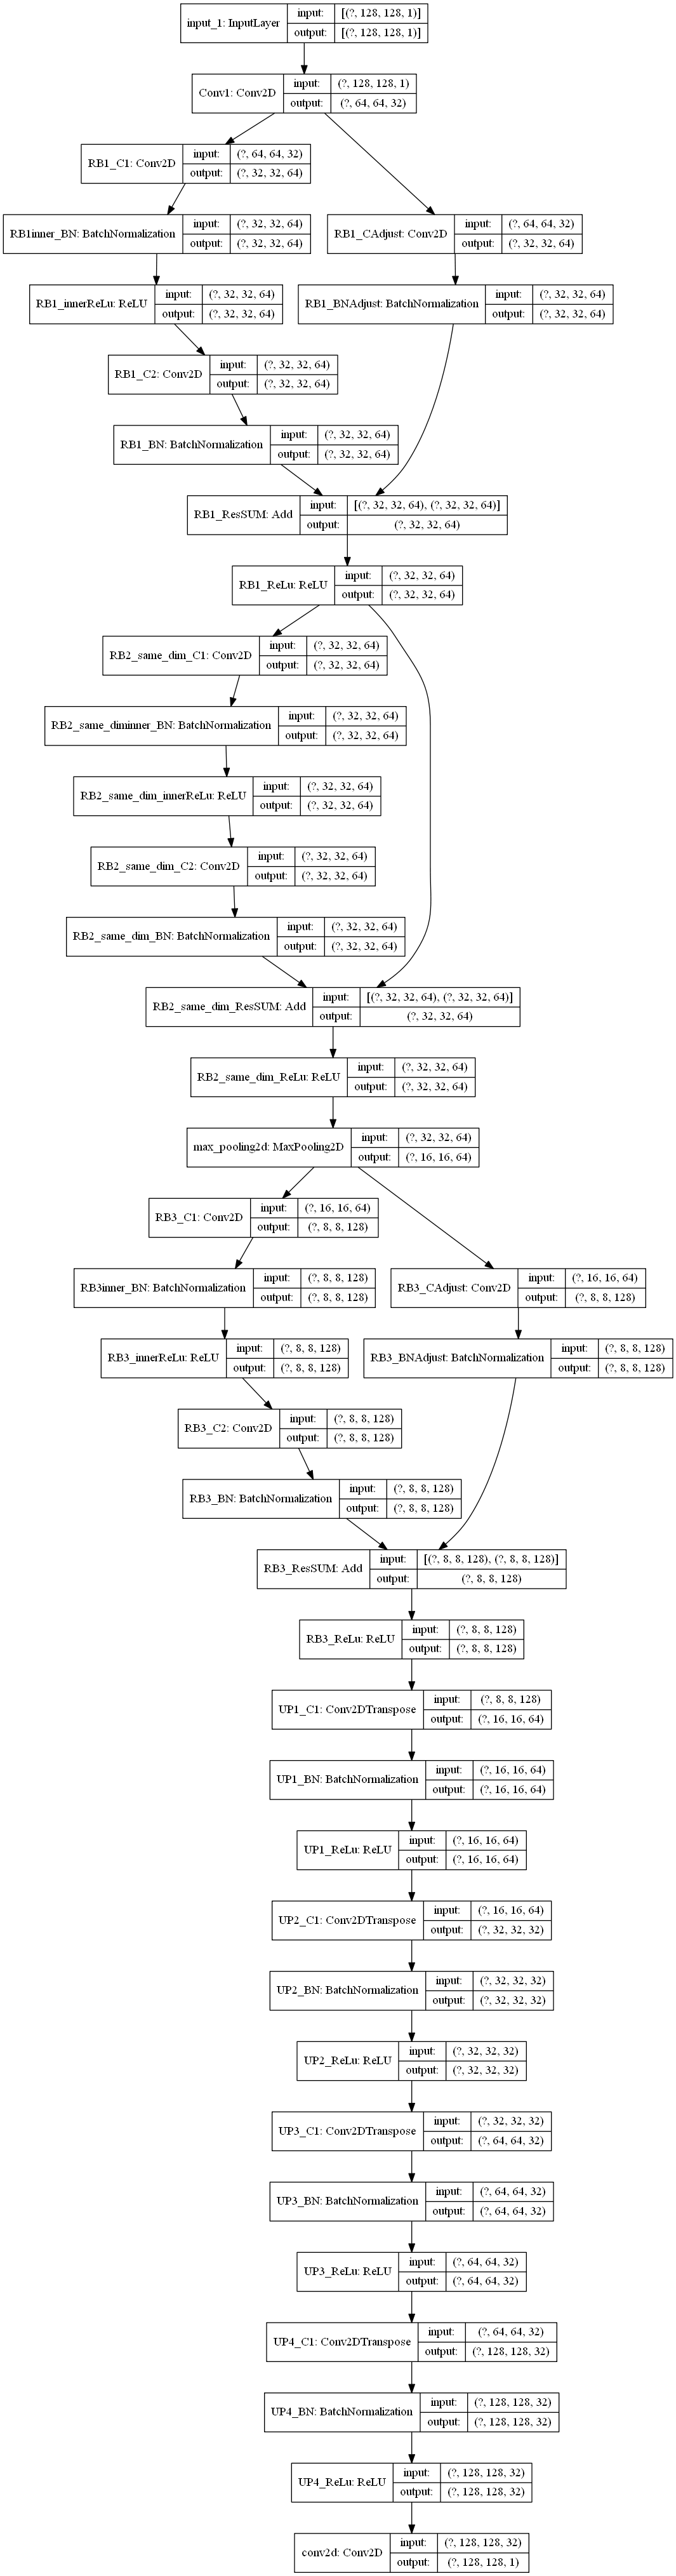 input_1: InputLayer
input: [(?, 128, 128, 1)]
output: [(?, 128, 128, 1)]
Conv1: Conv2D
input: (?, 128, 128, 1)
output: (?, 64, 64, 32)
RB1_C1: Conv2D
input: (?, 64, 64, 32)
output: (?, 32, 32, 64)
RB1inner_BN: BatchNormalization
input: (?, 32, 32, 64)
output: (?, 32, 32, 64)
RB1_CAdjust: Conv2D
input: (?, 64, 64, 32)
output: (?, 32, 32, 64)
RB1_innerReLu: ReLU
input: (?, 32, 32, 64)
output: (?, 32, 32, 64)
RB1_BNAdjust: BatchNormalization
input: (?, 32, 32, 64)
output: (?, 32, 32, 64)
RB1_C2: Conv2D
input: (?, 32, 32, 64)
output: (?, 32, 32, 64)
RB1_BN: BatchNormalization
input: (?, 32, 32, 64)
output: (?, 32, 32, 64)
RB1_ResSUM: Add
input: [(?, 32, 32, 64), (?, 32, 32, 64)]
output: (?, 32, 32, 64)
RB1_ReLu: ReLU
input: (?, 32, 32, 64)
output: (?, 32, 32, 64)
RB2_same_dim_C1: Conv2D
input: (?, 32, 32, 64)
output: (?, 32, 32, 64)
RB2_same_diminner_BN: BatchNormalization
input: (?, 32, 32, 64)
output: (?, 32, 32, 64)
RB2_same_dim_innerReLu: ReLU
input: (?, 32, 32, 64)
output: (?, 32, 32, 64)
RB2_same_dim_C2: Conv2D
input: (?, 32, 32, 64)
output: (?, 32, 32, 64)
RB2_same_dim_BN: BatchNormalization
input: (?, 32, 32, 64)
output: (?, 32, 32, 64)
RB2_same_dim_ResSUM: Add
input: [(?, 32, 32, 64), (?, 32, 32, 64)]
output: (?, 32, 32, 64)
RB2_same_dim_ReLu: ReLU
input: (?, 32, 32, 64)
output: (?, 32, 32, 64)
max_pooling2d: MaxPooling2D
input: (?, 32, 32, 64)
output: (?, 16, 16, 64)
RB3_C1: Conv2D
input: (?, 16, 16, 64)
output: (?, 8, 8, 128)
RB3inner_BN: BatchNormalization
input: (?, 8, 8, 128)
output: (?, 8, 8, 128)
RB3_CAdjust: Conv2D
input: (?, 16, 16, 64)
output: (?, 8, 8, 128)
RB3_innerReLu: ReLU
input: (?, 8, 8, 128)
output: (?, 8, 8, 128)
RB3_BNAdjust: BatchNormalization
input: (?, 8, 8, 128)
output: (?, 8, 8, 128)
RB3_C2: Conv2D
input: (?, 8, 8, 128)
output: (?, 8, 8, 128)
RB3_BN: BatchNormalization
input: (?, 8, 8, 128)
output: (?, 8, 8, 128)
RB3_ResSUM: Add
input: [(?, 8, 8, 128), (?, 8, 8, 128)]
output: (?, 8, 8, 128)
RB3_ReLu: ReLU
input: (?, 8, 8, 128)
output: (?, 8, 8, 128)
UP1_C1: Conv2DTranspose
input: (?, 8, 8, 128)
output: (?, 16, 16, 64)
UP1_BN: BatchNormalization
input: (?, 16, 16, 64)
output: (?, 16, 16, 64)
UP1_ReLu: ReLU
input: (?, 16, 16, 64)
output: (?, 16, 16, 64)
UP2_C1: Conv2DTranspose
input: (?, 16, 16, 64)
output: (?, 32, 32, 32)
UP2_BN: BatchNormalization
input: (?, 32, 32, 32)
output: (?, 32, 32, 32)
UP2_ReLu: ReLU
input: (?, 32, 32, 32)
output: (?, 32, 32, 32)
UP3_C1: Conv2DTranspose
input: (?, 32, 32, 32)
output: (?, 64, 64, 32)
UP3_BN: BatchNormalization
input: (?, 64, 64, 32)
output: (?, 64, 64, 32)
UP3_ReLu: ReLU
input: (?, 64, 64, 32)
output: (?, 64, 64, 32)
UP4_C1: Conv2DTranspose
input: (?, 64, 64, 32)
output: (?, 128, 128, 32)
UP4_BN: BatchNormalization
input: (?, 128, 128, 32)
output: (?, 128, 128, 32)
UP4_ReLu: ReLU
input: (?, 128, 128, 32)
output: (?, 128, 128, 32)
conv2d: Conv2D
input: (?, 128, 128, 32)
output: (?, 128, 128, 1)